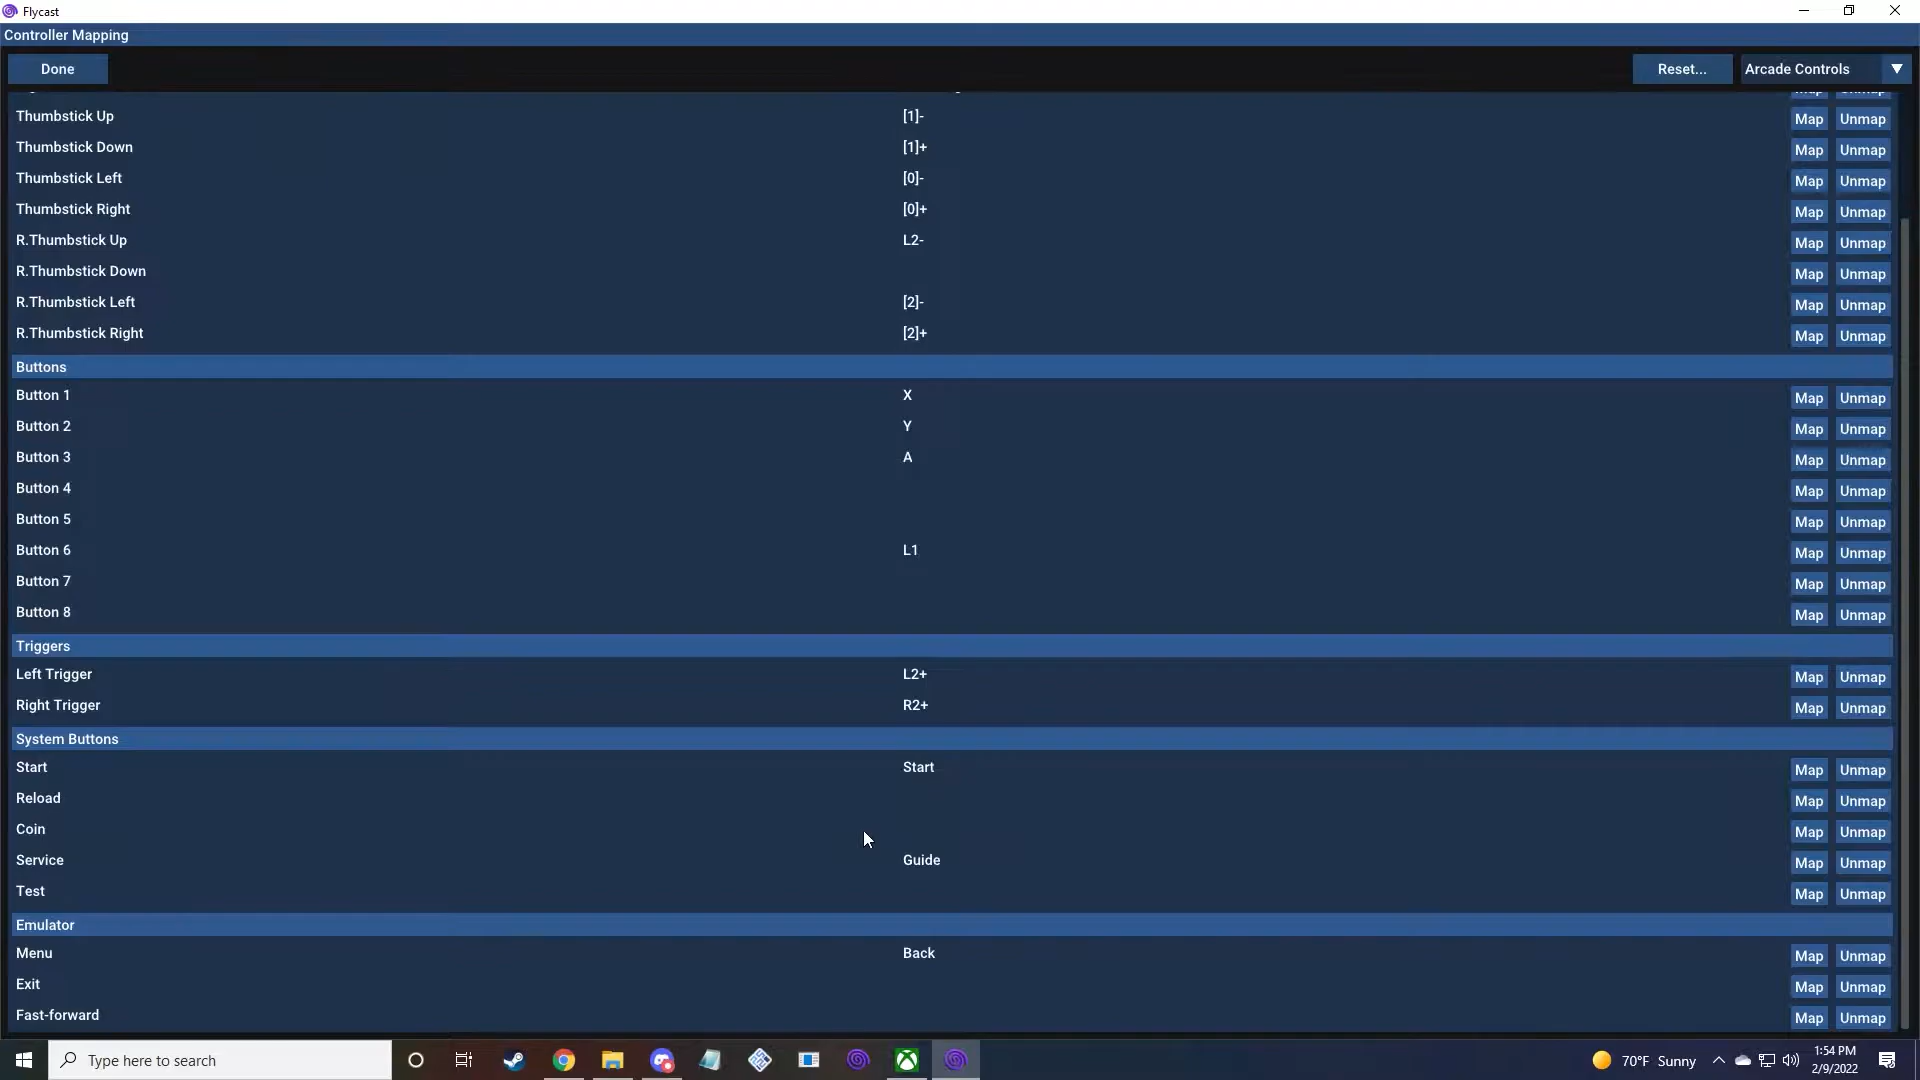 Flycast
Controller Mapping
Done
Reset...
Arcade Controls
Thumbstick Up [1]- Map Unmap
Thumbstick Down [1]+ Map Unmap
Thumbstick Left [0]- Map Unmap
Thumbstick Right [0]+ Map Unmap
R.Thumbstick Up L2- Map Unmap
R.Thumbstick Down Map Unmap
R.Thumbstick Left [2]- Map Unmap
R.Thumbstick Right [2]+ Map Unmap
Buttons
Button 1 X Map Unmap
Button 2 Y Map Unmap
Button 3 A Map Unmap
Button 4 Map Unmap
Button 5 Map Unmap
Button 6 L1 Map Unmap
Button 7 Map Unmap
Button 8 Map Unmap
Triggers
Left Trigger L2+ Map Unmap
Right Trigger R2+ Map Unmap
System Buttons
Start Start Map Unmap
Reload Map Unmap
Coin Map Unmap
Service Guide Map Unmap
Test Map Unmap
Emulator
Menu Back Map Unmap
Exit Map Unmap
Fast-forward Map Unmap
Type here to search
70°F Sunny
1:54 PM
2/9/2022